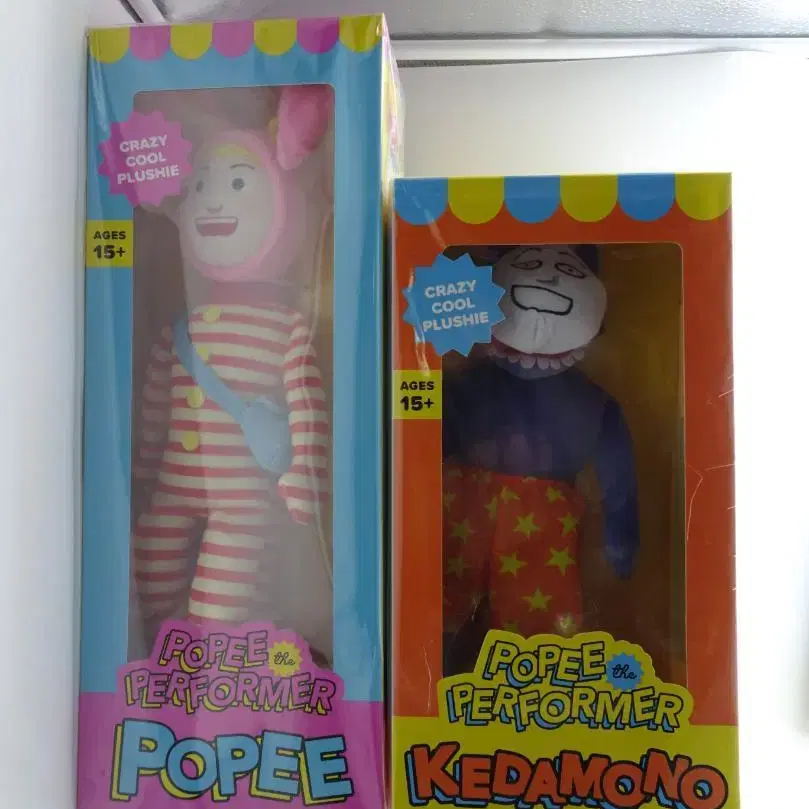 CRAZY
COOL
PLUSHIE
AGES
15+
POPEE the
PERFORMER
POPEE
CRAZY
COOL
PLUSHIE
AGES
15+
POPEE the
PERFORMER
KEDAMONO